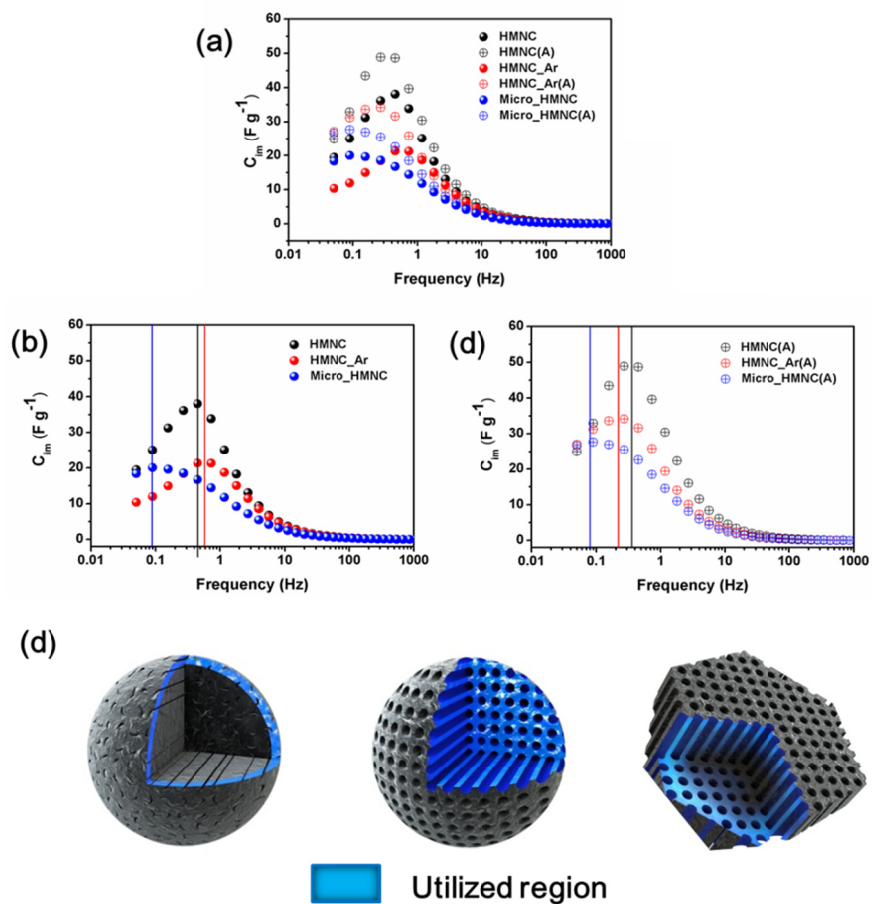 (a)
60
50
40
30
20
10
0
C_im (F g⁻¹)
HMNC
HMNC(A)
HMNC_Ar
HMNC_Ar(A)
Micro_HMNC
Micro_HMNC(A)
0.01 0.1 1 10 100 1000
Frequency (Hz)
(b)
60
50
40
30
20
10
0
C_im (F g⁻¹)
HMNC
HMNC_Ar
Micro_HMNC
0.01 0.1 1 10 100 1000
Frequency (Hz)
(d)
60
50
40
30
20
10
0
C_im (F g⁻¹)
HMNC(A)
HMNC_Ar(A)
Micro_HMNC(A)
0.01 0.1 1 10 100 1000
Frequency (Hz)
(d)
Utilized region